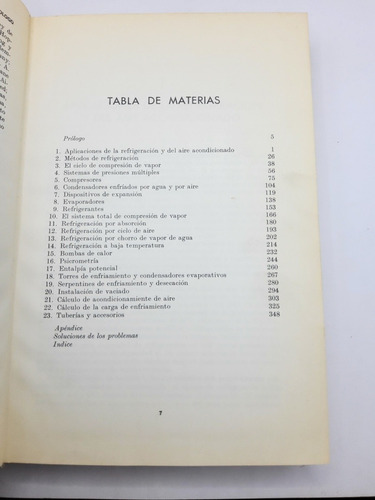 TABLA DE MATERIAS
Prólogo 5
1. Aplicaciones de la refrigeración y del aire acondicionado 1
2. Métodos de refrigeración 26
3. El ciclo de compresión de vapor 38
4. Sistemas de presiones múltiples 56
5. Compresores 75
6. Condensadores enfriados por agua y por aire 104
7. Dispositivos de expansión 119
8. Evaporadores 138
9. Refrigerantes 153
10. El sistema total de compresión de vapor 166
11. Refrigeración por absorción 180
12. Refrigeración por ciclo de aire 193
13. Refrigeración por chorro de vapor de agua 202
14. Refrigeración a baja temperatura 214
15. Bombas de calor 232
16. Psicrometría 244
17. Entalpía potencial 260
18. Torres de enfriamiento y condensadores evaporativos 267
19. Serpentines de enfriamiento y desecación 280
20. Instalación de vaciado 294
21. Cálculo de acondicionamiento de aire 303
22. Cálculo de la carga de enfriamiento 325
23. Tuberías y accesorios 348
Apéndice
Soluciones de los problemas
Indice
7